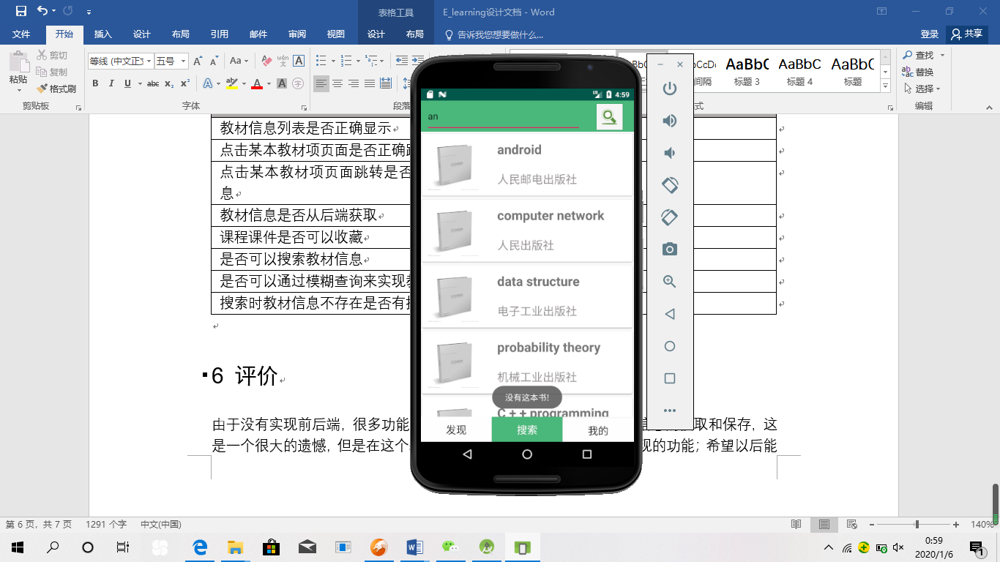 表格工具
E_learning设计文档 - Word
文件
开始
插入
设计
布局
引用
邮件
审阅
视图
设计
布局
告诉我您想要做什么...
登录
共享
粘贴
剪切
复制
格式刷
等线 (中文正文
五号
A A Aa wén 文 A
B I U abc x₂ x² A aby A A 字
AaBbC
AaBbC
AaBbC
间隔
标题 3
标题 4
标题
查找
替换
选择
剪贴板
字体
段落
式
编辑
教材信息列表是否正确显示
点击某本教材项页面是否正确跳
点击某本教材项页面跳转是否
息
教材信息是否从后端获取
课程课件是否可以收藏
是否可以搜索教材信息
是否可以通过模糊查询来实现
搜索时教材信息不存在是否有
6 评价
由于没有实现前后端，很多功能
取和保存，这
是一个很大的遗憾，但是在这个
现的功能；希望以后能
4:59
an
android
人民邮电出版社
computer network
人民出版社
data structure
电子工业出版社
probability theory
机械工业出版社
没有这本书!
C + + programming
发现
搜索
我的
COVER
COVER
COVER
COVER
第 6 页，共 7 页
1291 个字
中文(中国)
140%
0:59
2020/1/6
1